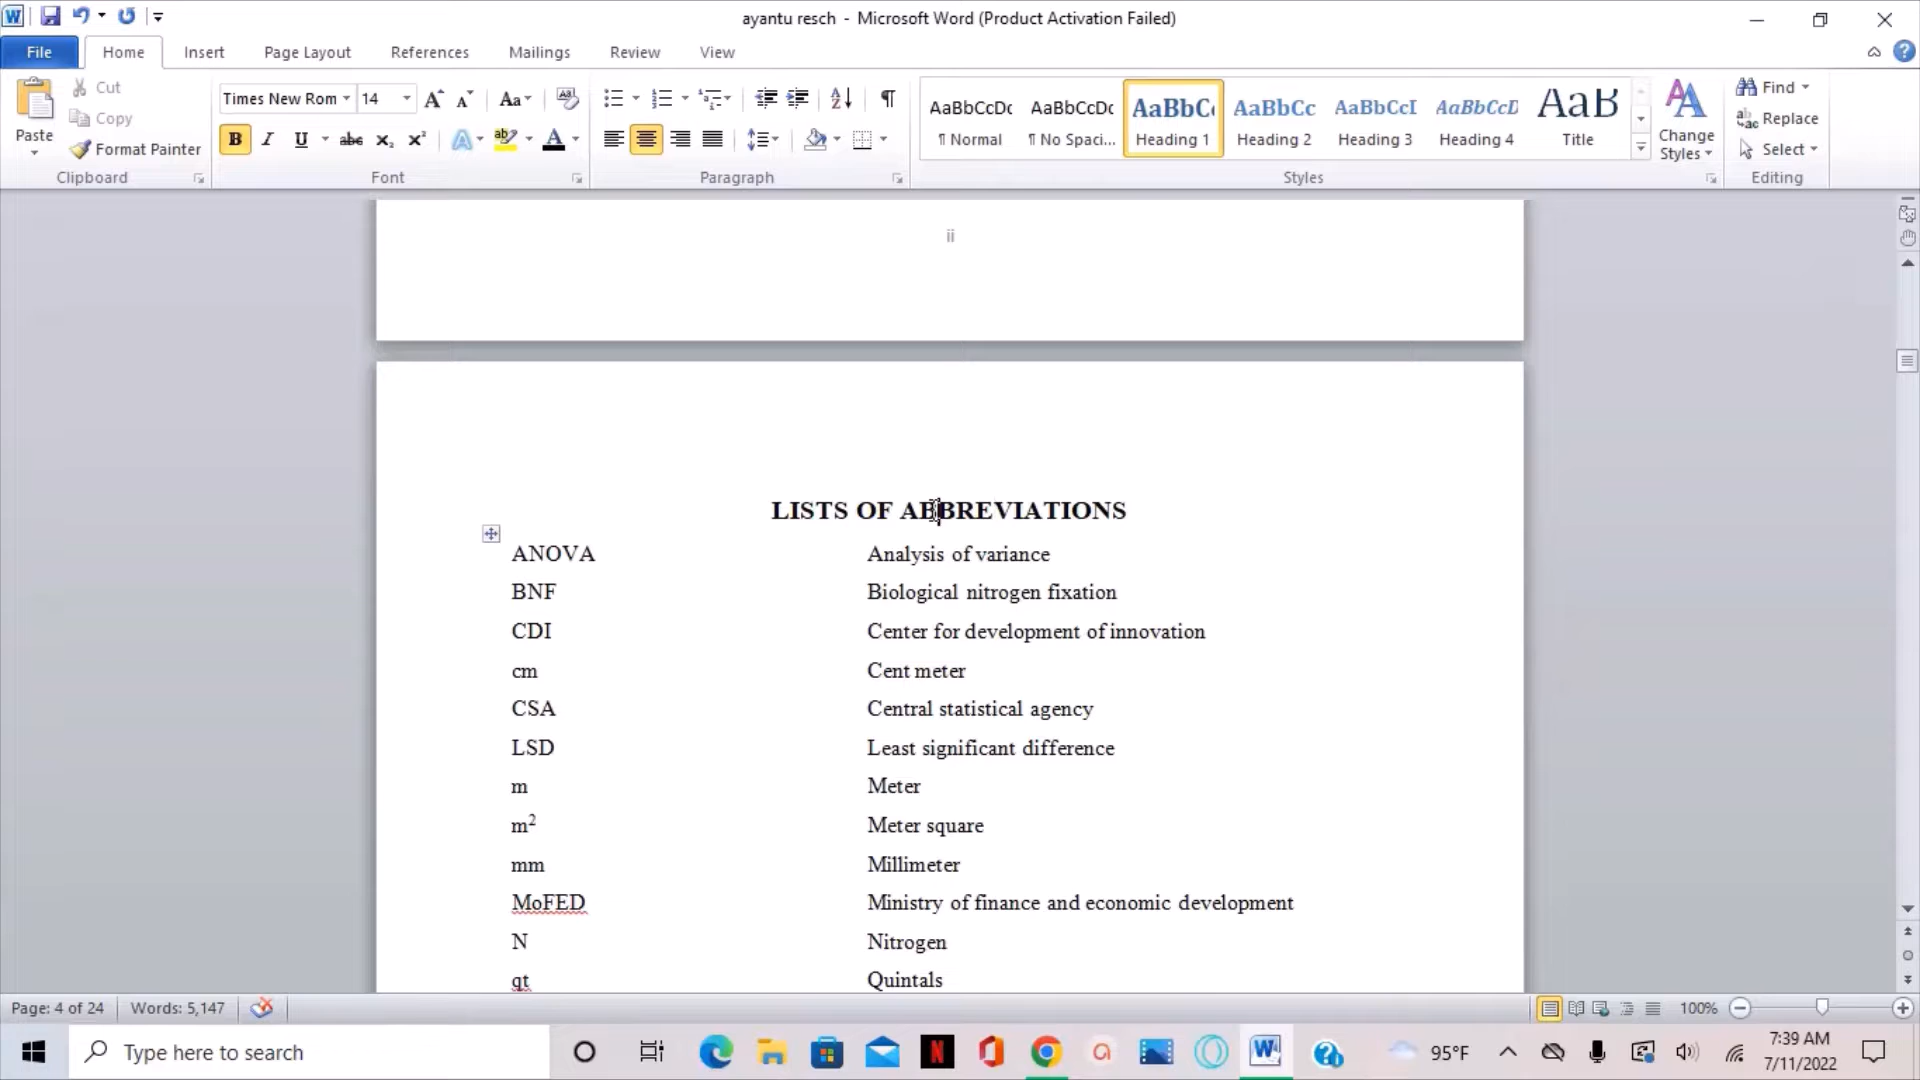 ayantu resch - Microsoft Word (Product Activation Failed)
File Home Insert Page Layout References Mailings Review View
Paste
Cut
Copy
Format Painter
Clipboard
Times New Rom 14
Font
Paragraph
AaBbCcDc AaBbCcDc AaBbC AaBbCc AaBbCcI AaBbCcD AaB
¶ Normal ¶ No Spaci... Heading 1 Heading 2 Heading 3 Heading 4 Title
Change Styles
Styles
Find
Replace
Select
Editing
ii
LISTS OF ABBREVIATIONS
ANOVA Analysis of variance
BNF Biological nitrogen fixation
CDI Center for development of innovation
cm Cent meter
CSA Central statistical agency
LSD Least significant difference
m Meter
m² Meter square
mm Millimeter
MoFED Ministry of finance and economic development
N Nitrogen
qt Quintals
Page: 4 of 24 Words: 5,147 100%
Type here to search 95°F 7:39 AM
7/11/2022